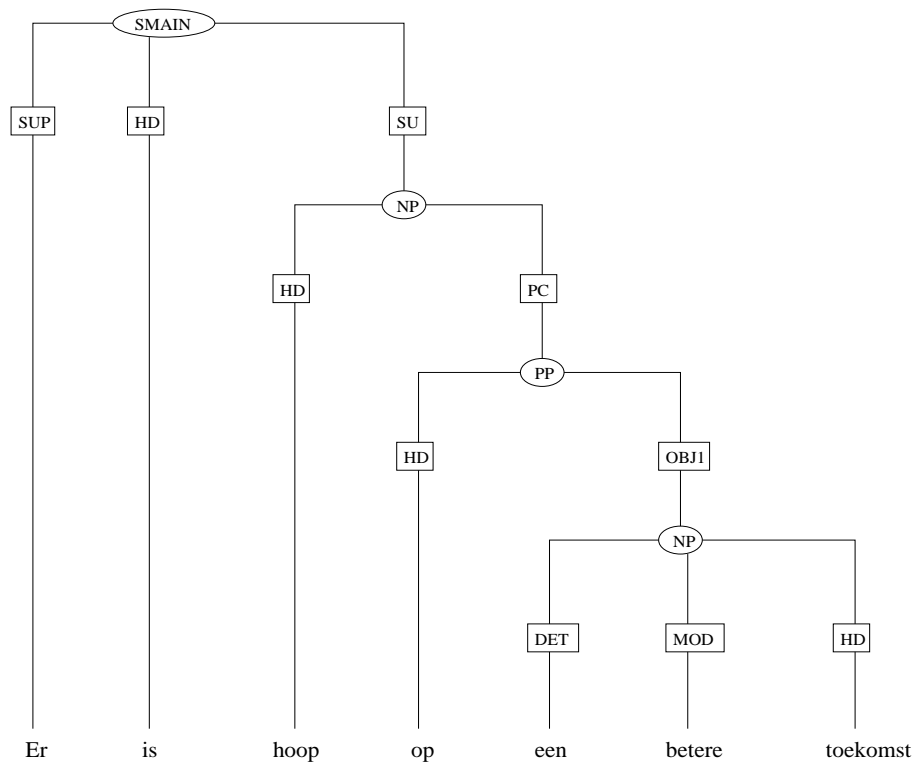 SMAIN
SUP HD SU
NP
HD PC
PP
HD OBJ1
NP
DET MOD HD
Er is hoop op een betere toekomst